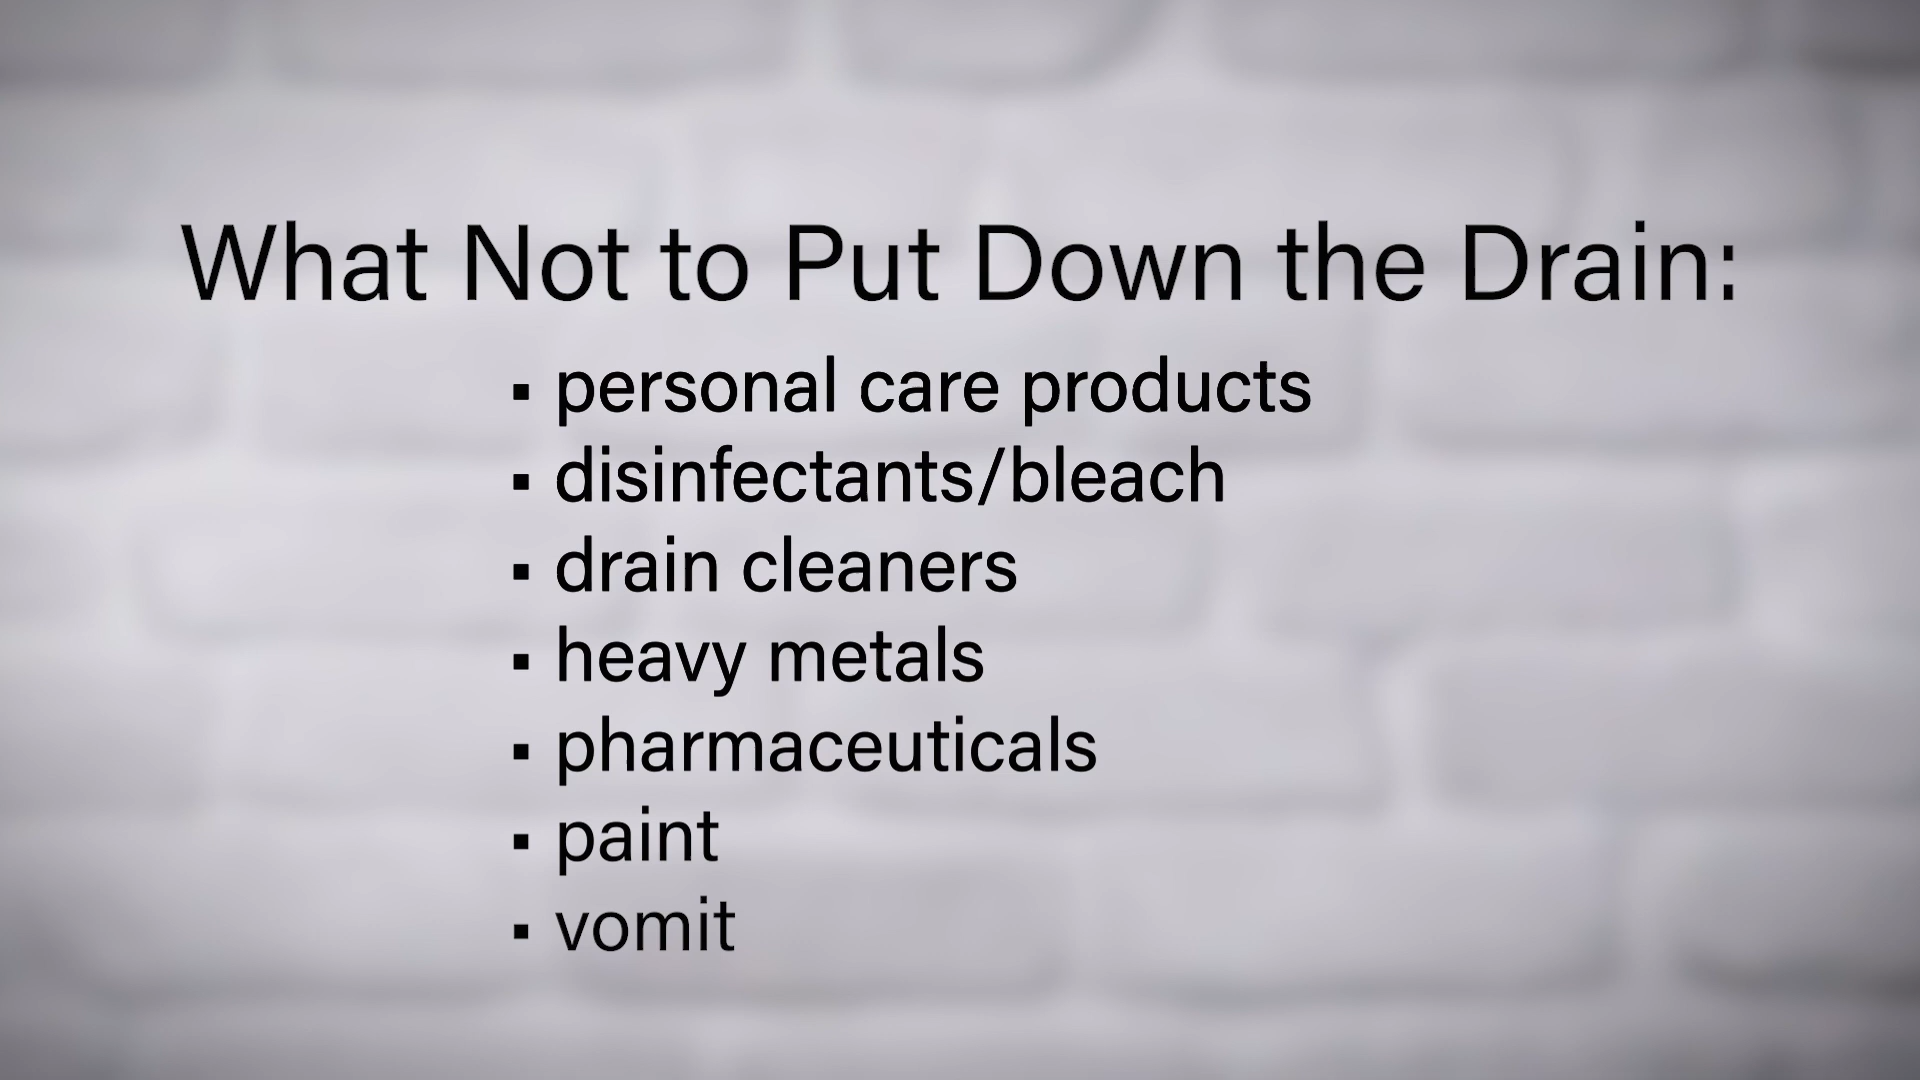 What Not to Put Down the Drain:
▪ personal care products
▪ disinfectants/bleach
▪ drain cleaners
▪ heavy metals
▪ pharmaceuticals
▪ paint
▪ vomit